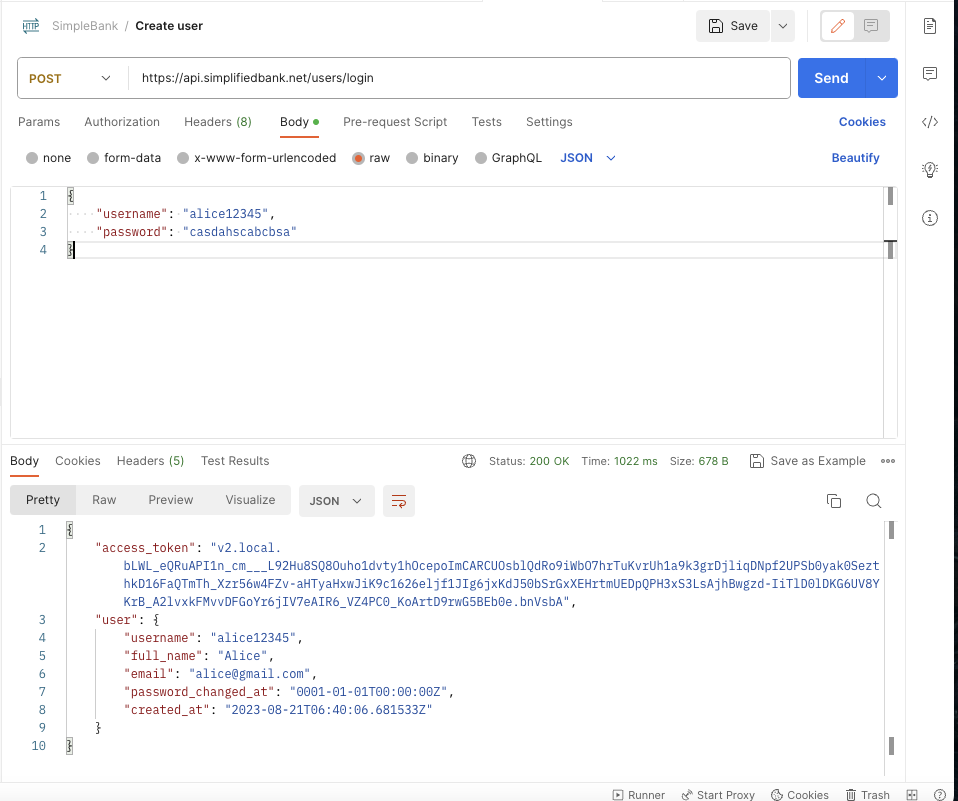 HTTP SimpleBank / Create user Save
POST https://api.simplifiedbank.net/users/login Send
Params Authorization Headers (8) Body Pre-request Script Tests Settings Cookies
none form-data x-www-form-urlencoded raw binary GraphQL JSON Beautify
1 {
2 "username": "alice12345",
3 "password": "casdahscabcbsa"
4 }
Body Cookies Headers (5) Test Results Status: 200 OK Time: 1022 ms Size: 678 B Save as Example
Pretty Raw Preview Visualize JSON
1 {
2 "access_token": "v2.local.
bLWL_eQRuAPI1n_cm___L92Hu8SQ8Ouho1dvty1hOcepoImCARCUOsblQdRo9iWbO7hrTuKvrUh1a9k3grDjliqDNpf2UPSb0yak0Sezt
hkD16FaQTmTh_Xzr56w4FZv-aHTyaHxwJiK9c1626eljf1JIg6jxKdJ50bSrGxXEHrtmUEDpQPH3xS3LsAjhBwgzd-IiTlD0lDKG6UV8Y
KrB_A2lvxkFMvvDFGoYr6jIV7eAIR6_VZ4PC0_KoArtD9rwG5BEb0e.bnVsbA",
3 "user": {
4 "username": "alice12345",
5 "full_name": "Alice",
6 "email": "alice@gmail.com",
7 "password_changed_at": "0001-01-01T00:00:00Z",
8 "created_at": "2023-08-21T06:40:06.681533Z"
9 }
10 }
Runner Start Proxy Cookies Trash